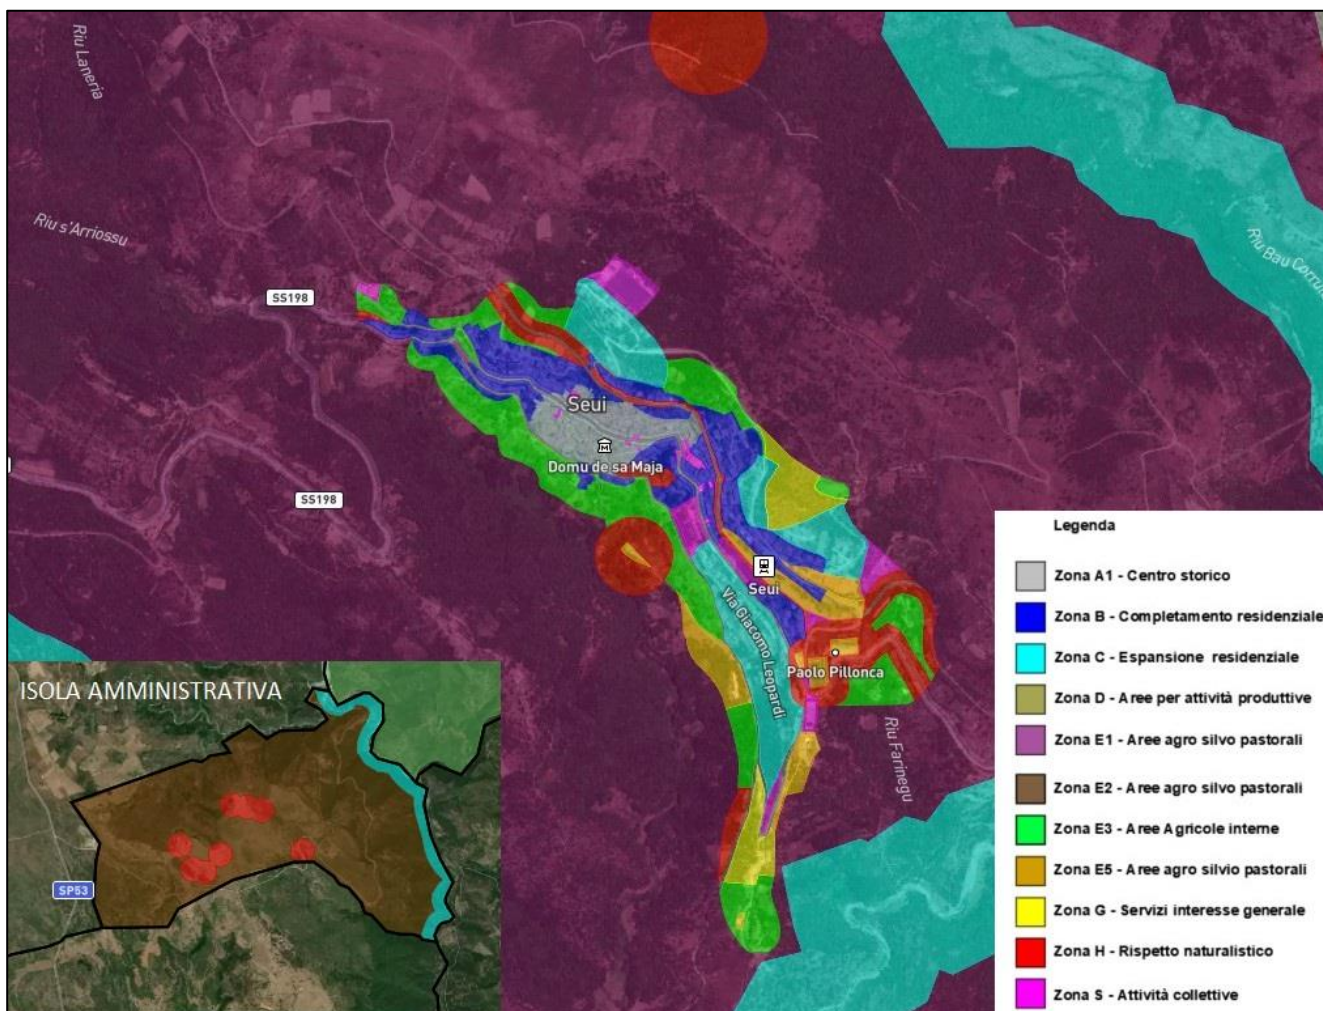 Riu Laneria
Riu s'Arriossu
SS198
Riu Bau Corru
Seui
Domu de sa Maja
SS198
Seui
Via Giacomo Leopardi
Paolo Pillonca
Riu Farinegu
ISOLA AMMINISTRATIVA
SP53
Legenda
Zona A1 - Centro storico
Zona B - Completamento residenziale
Zona C - Espansione residenziale
Zona D - Aree per attività produttive
Zona E1 - Aree agro silvo pastorali
Zona E2 - Aree agro silvo pastorali
Zona E3 - Aree Agricole interne
Zona E5 - Aree agro silvio pastorali
Zona G - Servizi interesse generale
Zona H - Rispetto naturalistico
Zona S - Attività collettive